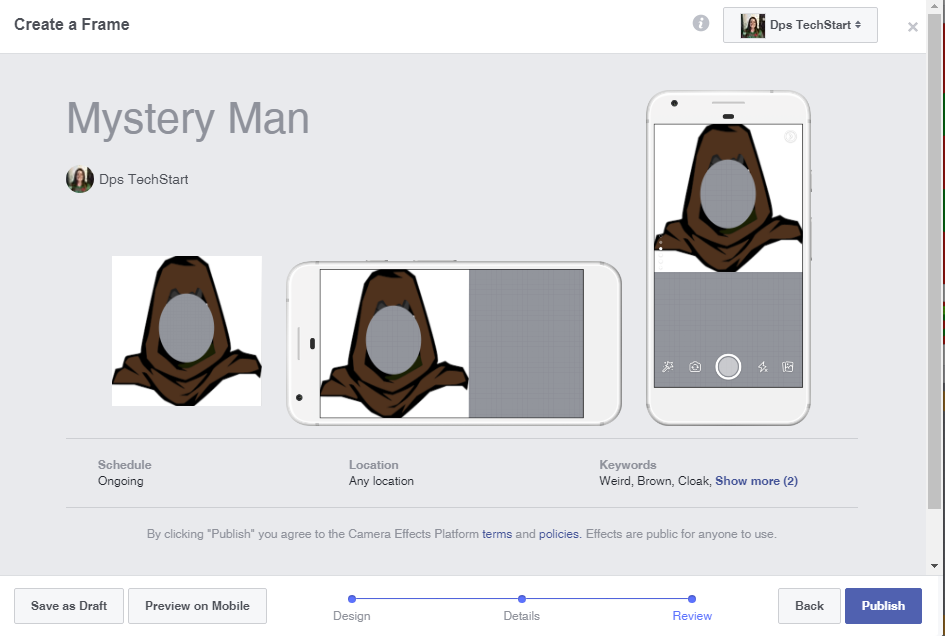 Create a Frame
Dps TechStart
Mystery Man
Dps TechStart
Schedule
Ongoing
Location
Any location
Keywords
Weird, Brown, Cloak, Show more (2)
By clicking "Publish" you agree to the Camera Effects Platform terms and policies. Effects are public for anyone to use.
Save as Draft
Preview on Mobile
Design
Details
Review
Back
Publish